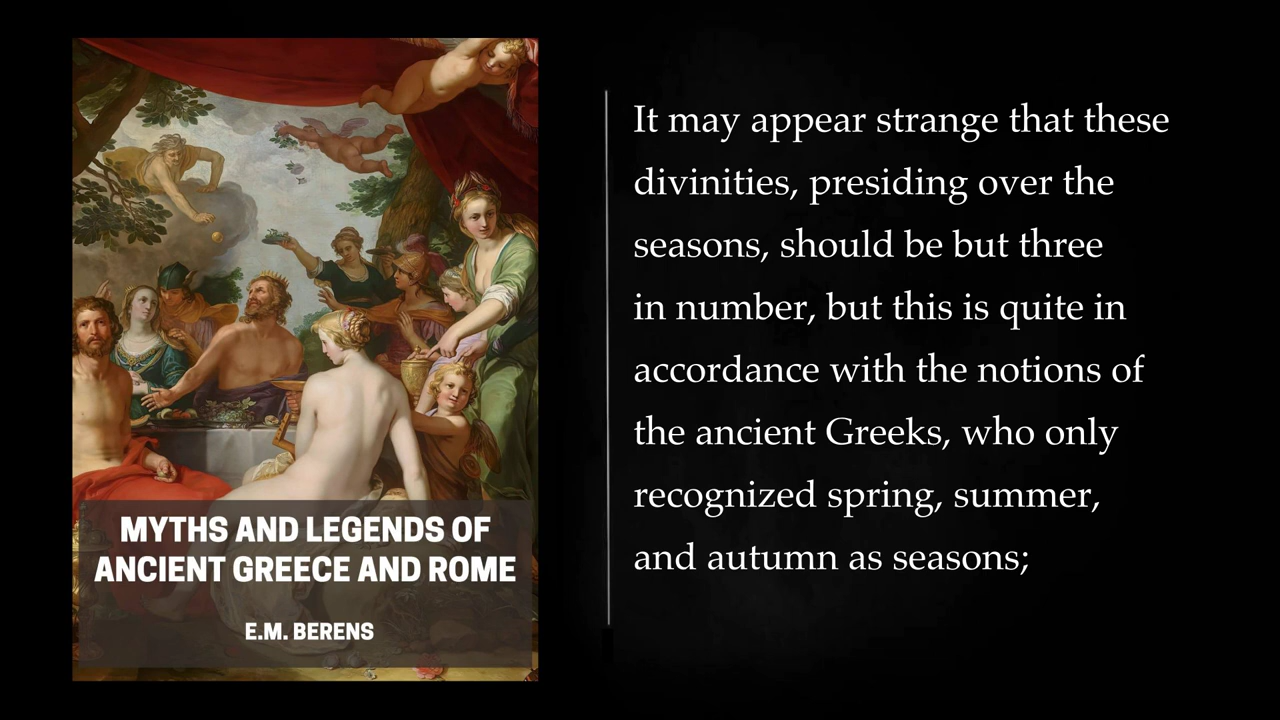 MYTHS AND LEGENDS OF
ANCIENT GREECE AND ROME
E.M. BERENS
It may appear strange that these
divinities, presiding over the
seasons, should be but three
in number, but this is quite in
accordance with the notions of
the ancient Greeks, who only
recognized spring, summer,
and autumn as seasons;